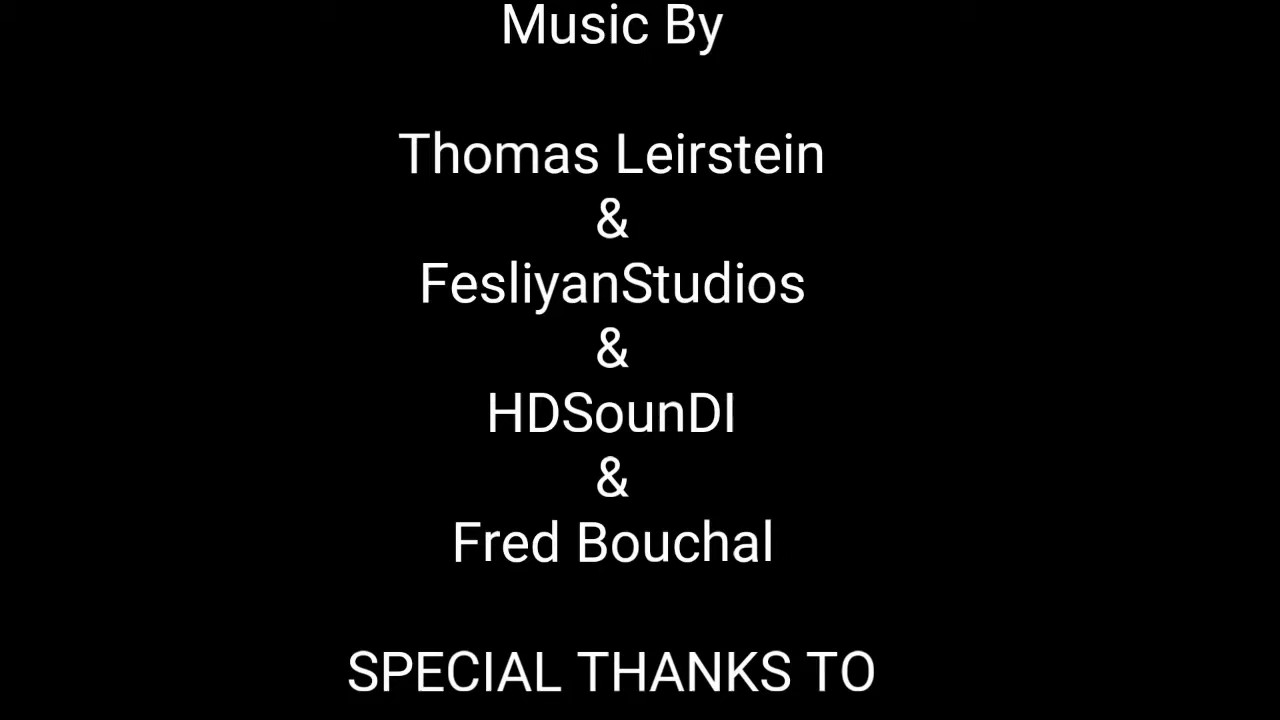 Music By
Thomas Leirstein
&
FesliyanStudios
&
HDSounDI
&
Fred Bouchal
SPECIAL THANKS TO